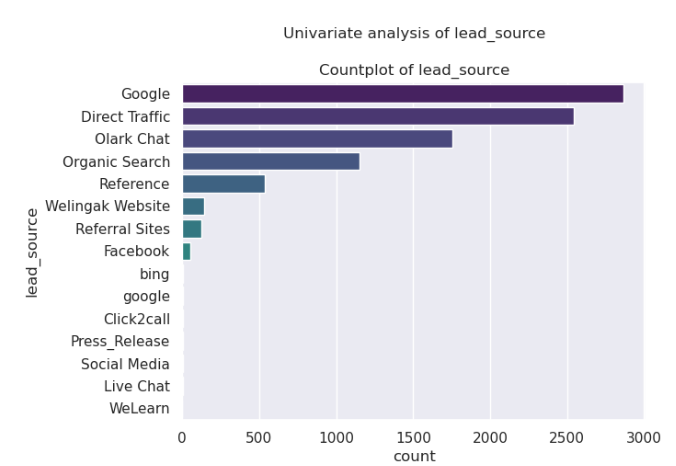 Univariate analysis of lead_source
Countplot of lead_source
Google
Direct Traffic
Olark Chat
Organic Search
Reference
Welingak Website
Referral Sites
Facebook
bing
google
Click2call
Press_Release
Social Media
Live Chat
WeLearn
lead_source
0 500 1000 1500 2000 2500 3000
count